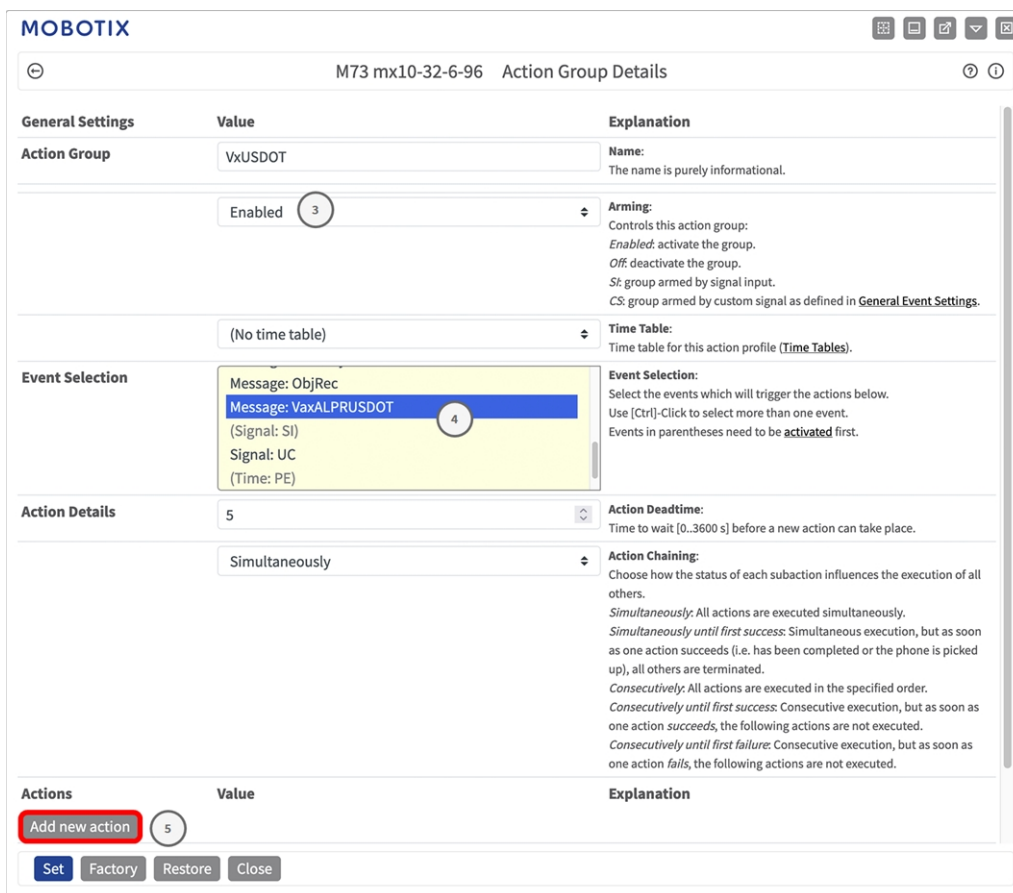 MOBOTIX
M73 mx10-32-6-96 Action Group Details
General Settings
Value
Explanation
Action Group
VxUSDOT
Name:
The name is purely informational.
Enabled
3
Arming:
Controls this action group:
Enabled: activate the group.
Off: deactivate the group.
SI: group armed by signal input.
CS: group armed by custom signal as defined in General Event Settings.
(No time table)
Time Table:
Time table for this action profile (Time Tables).
Event Selection
Message: ObjRec
Message: VaxALPRUSDOT
4
(Signal: SI)
Signal: UC
(Time: PE)
Event Selection:
Select the events which will trigger the actions below.
Use [Ctrl]-Click to select more than one event.
Events in parentheses need to be activated first.
Action Details
5
Action Deadtime:
Time to wait [0..3600 s] before a new action can take place.
Simultaneously
Action Chaining:
Choose how the status of each subaction influences the execution of all
others.
Simultaneously: All actions are executed simultaneously.
Simultaneously until first success: Simultaneous execution, but as soon
as one action succeeds (i.e. has been completed or the phone is picked
up), all others are terminated.
Consecutively: All actions are executed in the specified order.
Consecutively until first success: Consecutive execution, but as soon as
one action succeeds, the following actions are not executed.
Consecutively until first failure: Consecutive execution, but as soon as
one action fails, the following actions are not executed.
Actions
Value
Explanation
Add new action
5
Set
Factory
Restore
Close